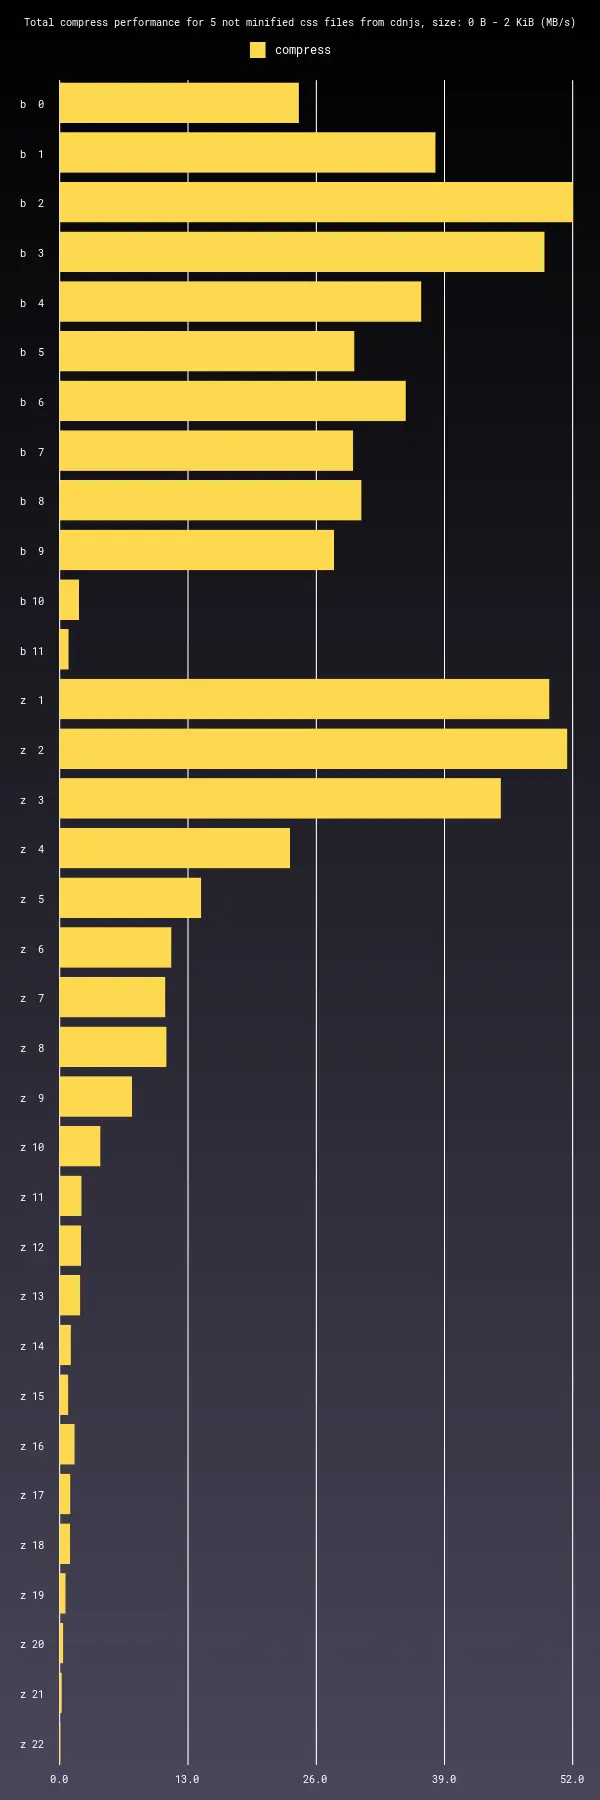 Total compress performance for 5 not minified css files from cdnjs, size: 0 B - 2 KiB (MB/s)
compress
b 0
b 1
b 2
b 3
b 4
b 5
b 6
b 7
b 8
b 9
b 10
b 11
z 1
z 2
z 3
z 4
z 5
z 6
z 7
z 8
z 9
z 10
z 11
z 12
z 13
z 14
z 15
z 16
z 17
z 18
z 19
z 20
z 21
z 22
0.0 13.0 26.0 39.0 52.0